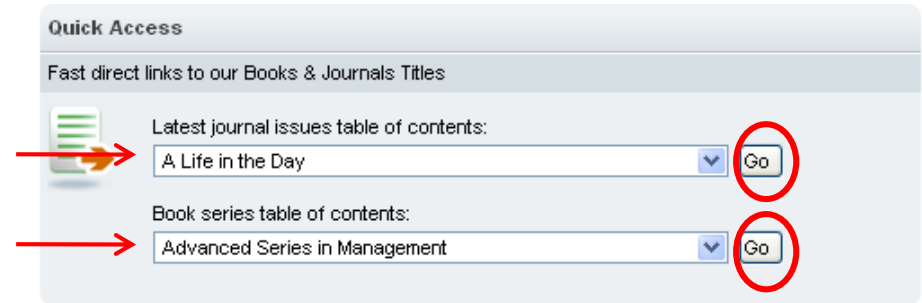 Quick Access
Fast direct links to our Books & Journals Titles
Latest journal issues table of contents:
A Life in the Day
Go
Book series table of contents:
Advanced Series in Management
Go